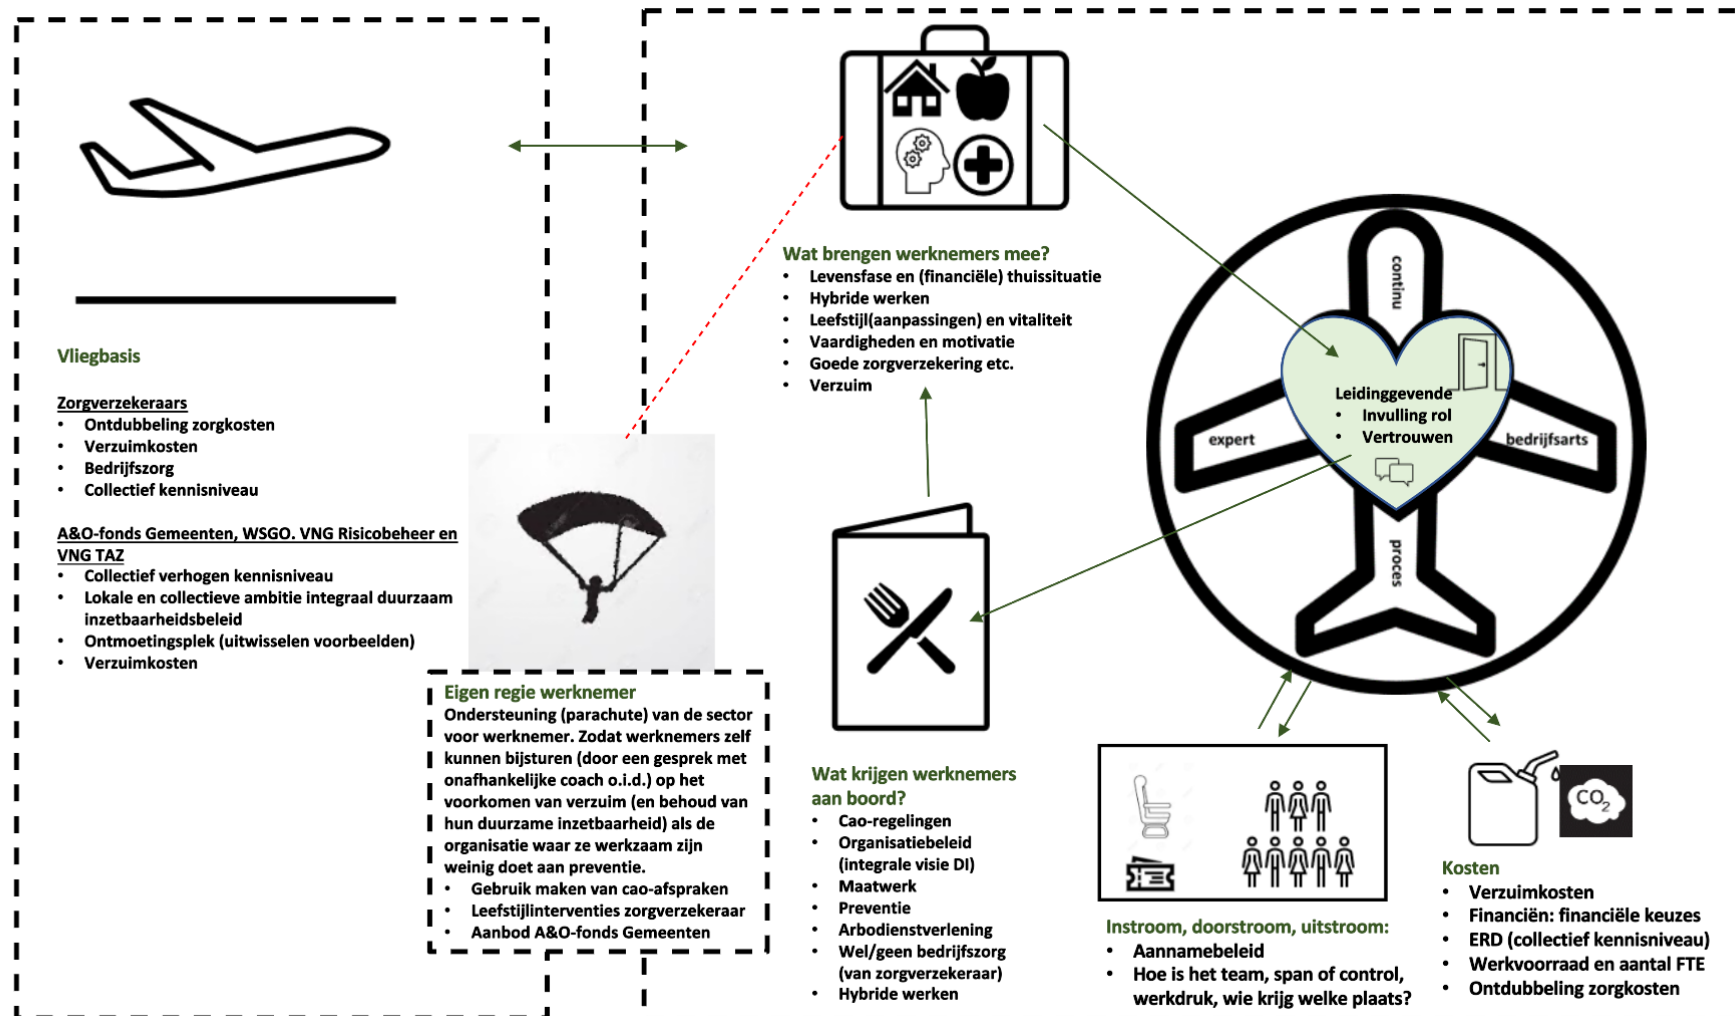 Vliegbasis
Zorgverzekeraars
• Ontdubbeling zorgkosten
• Verzuimkosten
• Bedrijfszorg
• Collectief kennisniveau
A&O-fonds Gemeenten, WSGO. VNG Risicobeheer en
VNG TAZ
• Collectief verhogen kennisniveau
• Lokale en collectieve ambitie integraal duurzaam
inzetbaarheidsbeleid
• Ontmoetingsplek (uitwisselen voorbeelden)
• Verzuimkosten
Eigen regie werknemer
Ondersteuning (parachute) van de sector
voor werknemer. Zodat werknemers zelf
kunnen bijsturen (door een gesprek met
onafhankelijke coach o.i.d.) op het
voorkomen van verzuim (en behoud van
hun duurzame inzetbaarheid) als de
organisatie waar ze werkzaam zijn
weinig doet aan preventie.
• Gebruik maken van cao-afspraken
• Leefstijlinterventies zorgverzekeraar
• Aanbod A&O-fonds Gemeenten
Wat brengen werknemers mee?
• Levensfase en (financiële) thuissituatie
• Hybride werken
• Leefstijl(aanpassingen) en vitaliteit
• Vaardigheden en motivatie
• Goede zorgverzekering etc.
• Verzuim
Wat krijgen werknemers
aan boord?
• Cao-regelingen
• Organisatiebeleid
(integrale visie DI)
• Maatwerk
• Preventie
• Arbodienstverlening
• Wel/geen bedrijfszorg
(van zorgverzekeraar)
• Hybride werken
continu
Leidinggevende
• Invulling rol
• Vertrouwen
expert
bedrijfsarts
proces
Instroom, doorstroom, uitstroom:
• Aannamebeleid
• Hoe is het team, span of control,
werkdruk, wie krijg welke plaats?
CO2
Kosten
• Verzuimkosten
• Financiën: financiële keuzes
• ERD (collectief kennisniveau)
• Werkvoorraad en aantal FTE
• Ontdubbeling zorgkosten